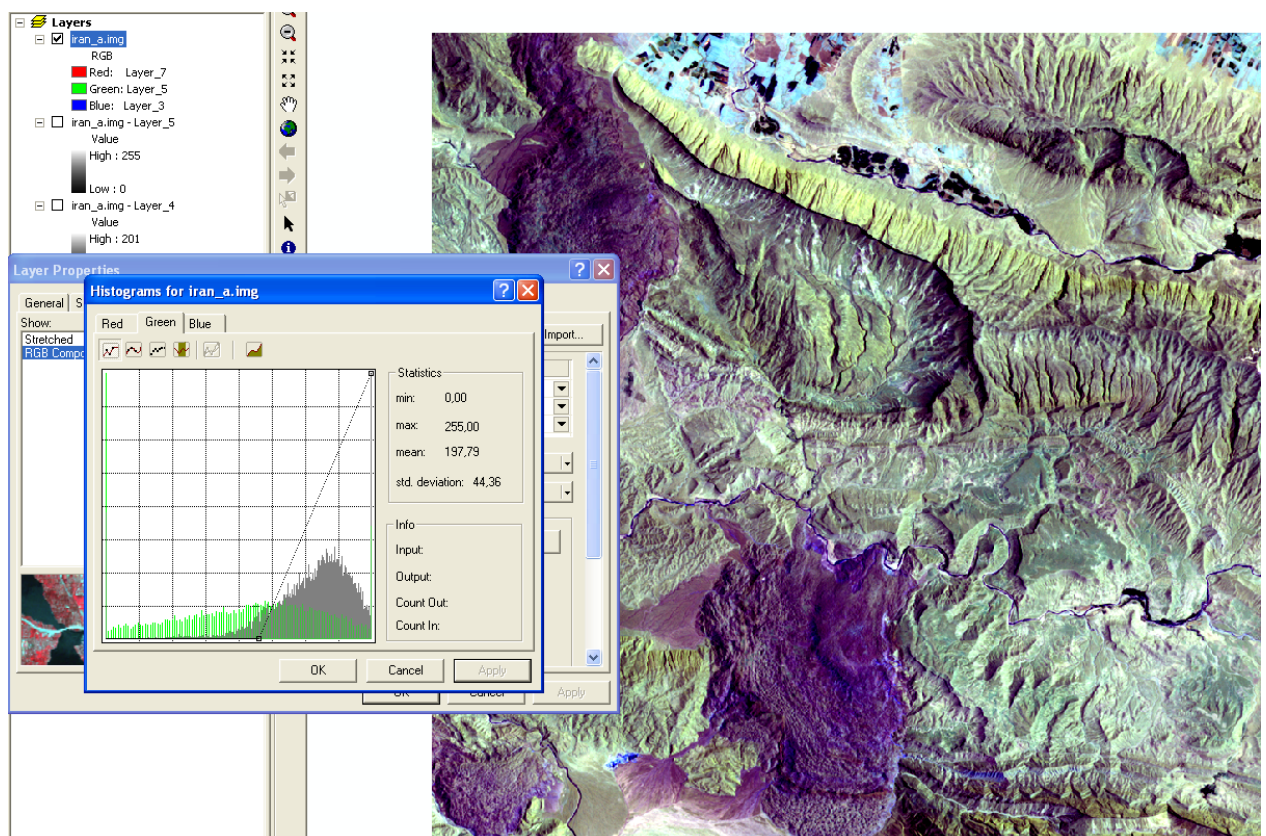 Layers
iran_a.img
RGB
Red: Layer_7
Green: Layer_5
Blue: Layer_3
iran_a.img - Layer_5
Value
High : 255
Low : 0
iran_a.img - Layer_4
Value
High : 201
Layer Properties
General
Show:
Stretched
RGB Compo
Import...
Histograms for iran_a.img
Red Green Blue
Statistics
min: 0,00
max: 255,00
mean: 197,79
std. deviation: 44,36
Info
Input:
Output:
Count Out:
Count In:
OK Cancel Apply
OK Cancel Apply